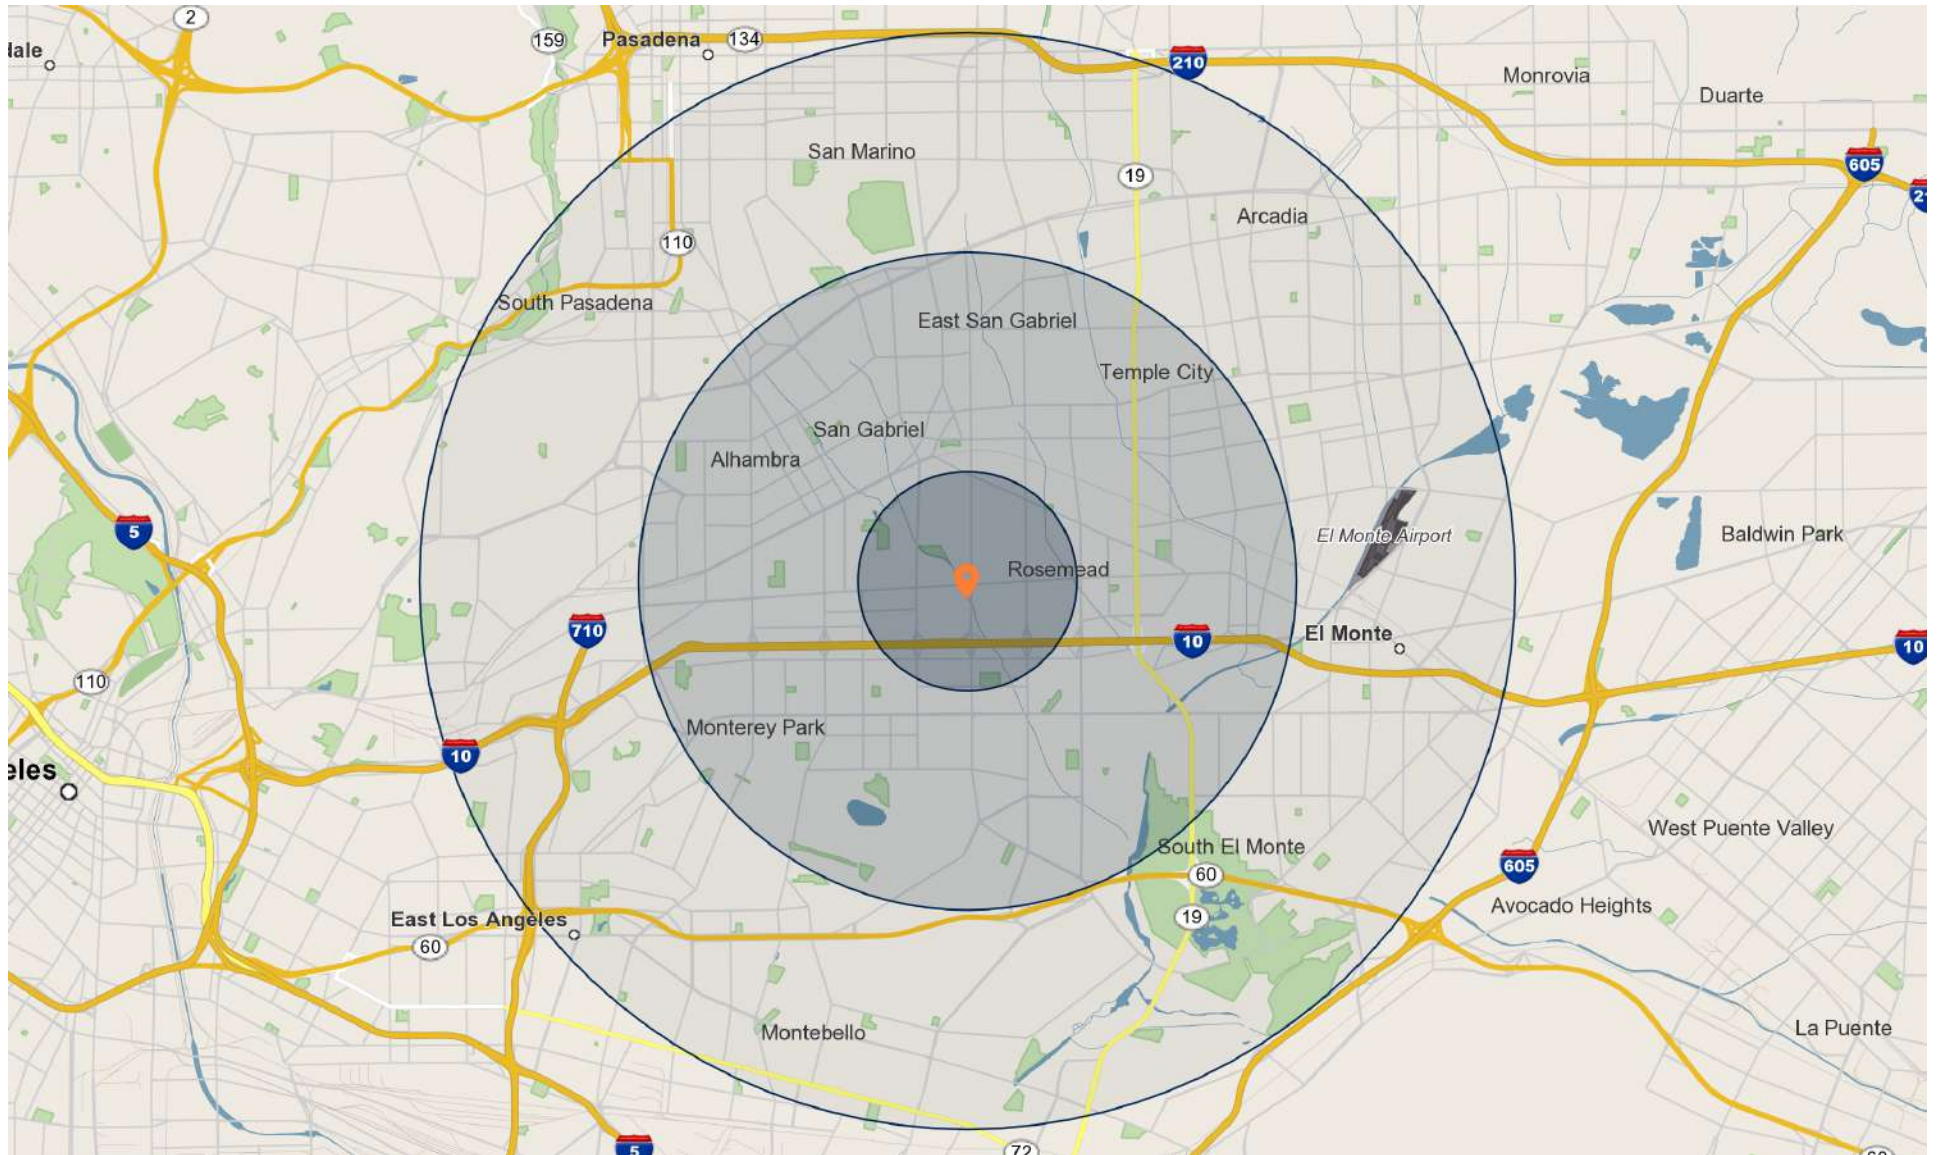 2
dale
159
Pasadena
134
210
Monrovia
Duarte
San Marino
605
19
21
Arcadia
110
South Pasadena
East San Gabriel
Temple City
San Gabriel
Alhambra
5
El Monte Airport
Baldwin Park
Rosemead
710
10
El Monte
10
110
Monterey Park
10
eles
West Puente Valley
South El Monte
60
605
Avocado Heights
East Los Angeles
19
60
Montebello
La Puente
5
72
60